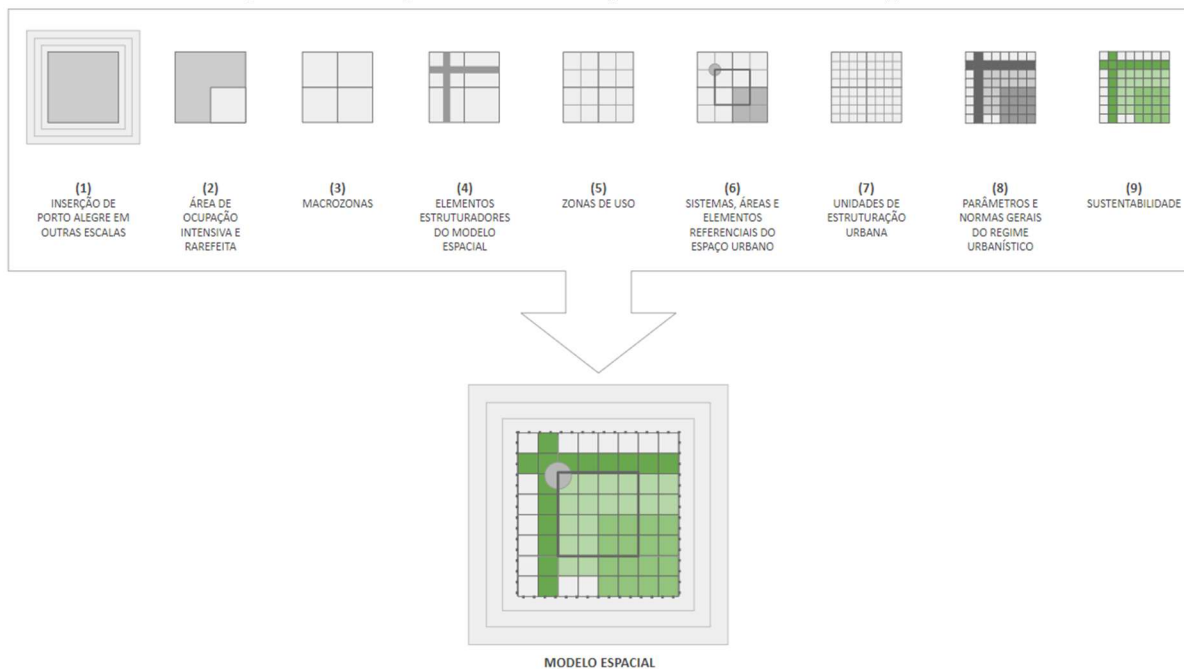 (1)
INSERÇÃO DE
PORTO ALEGRE EM
OUTRAS ESCALAS
(2)
ÁREA DE
OCUPAÇÃO
INTENSIVA E
RAREFEITA
(3)
MACROZONAS
(4)
ELEMENTOS
ESTRUTURADORES
DO MODELO
ESPACIAL
(5)
ZONAS DE USO
(6)
SISTEMAS, ÁREAS E
ELEMENTOS
REFERENCIAIS DO
ESPAÇO URBANO
(7)
UNIDADES DE
ESTRUTURAÇÃO
URBANA
(8)
PARÂMETROS E
NORMAS GERAIS
DO REGIME
URBANÍSTICO
(9)
SUSTENTABILIDADE
MODELO ESPACIAL